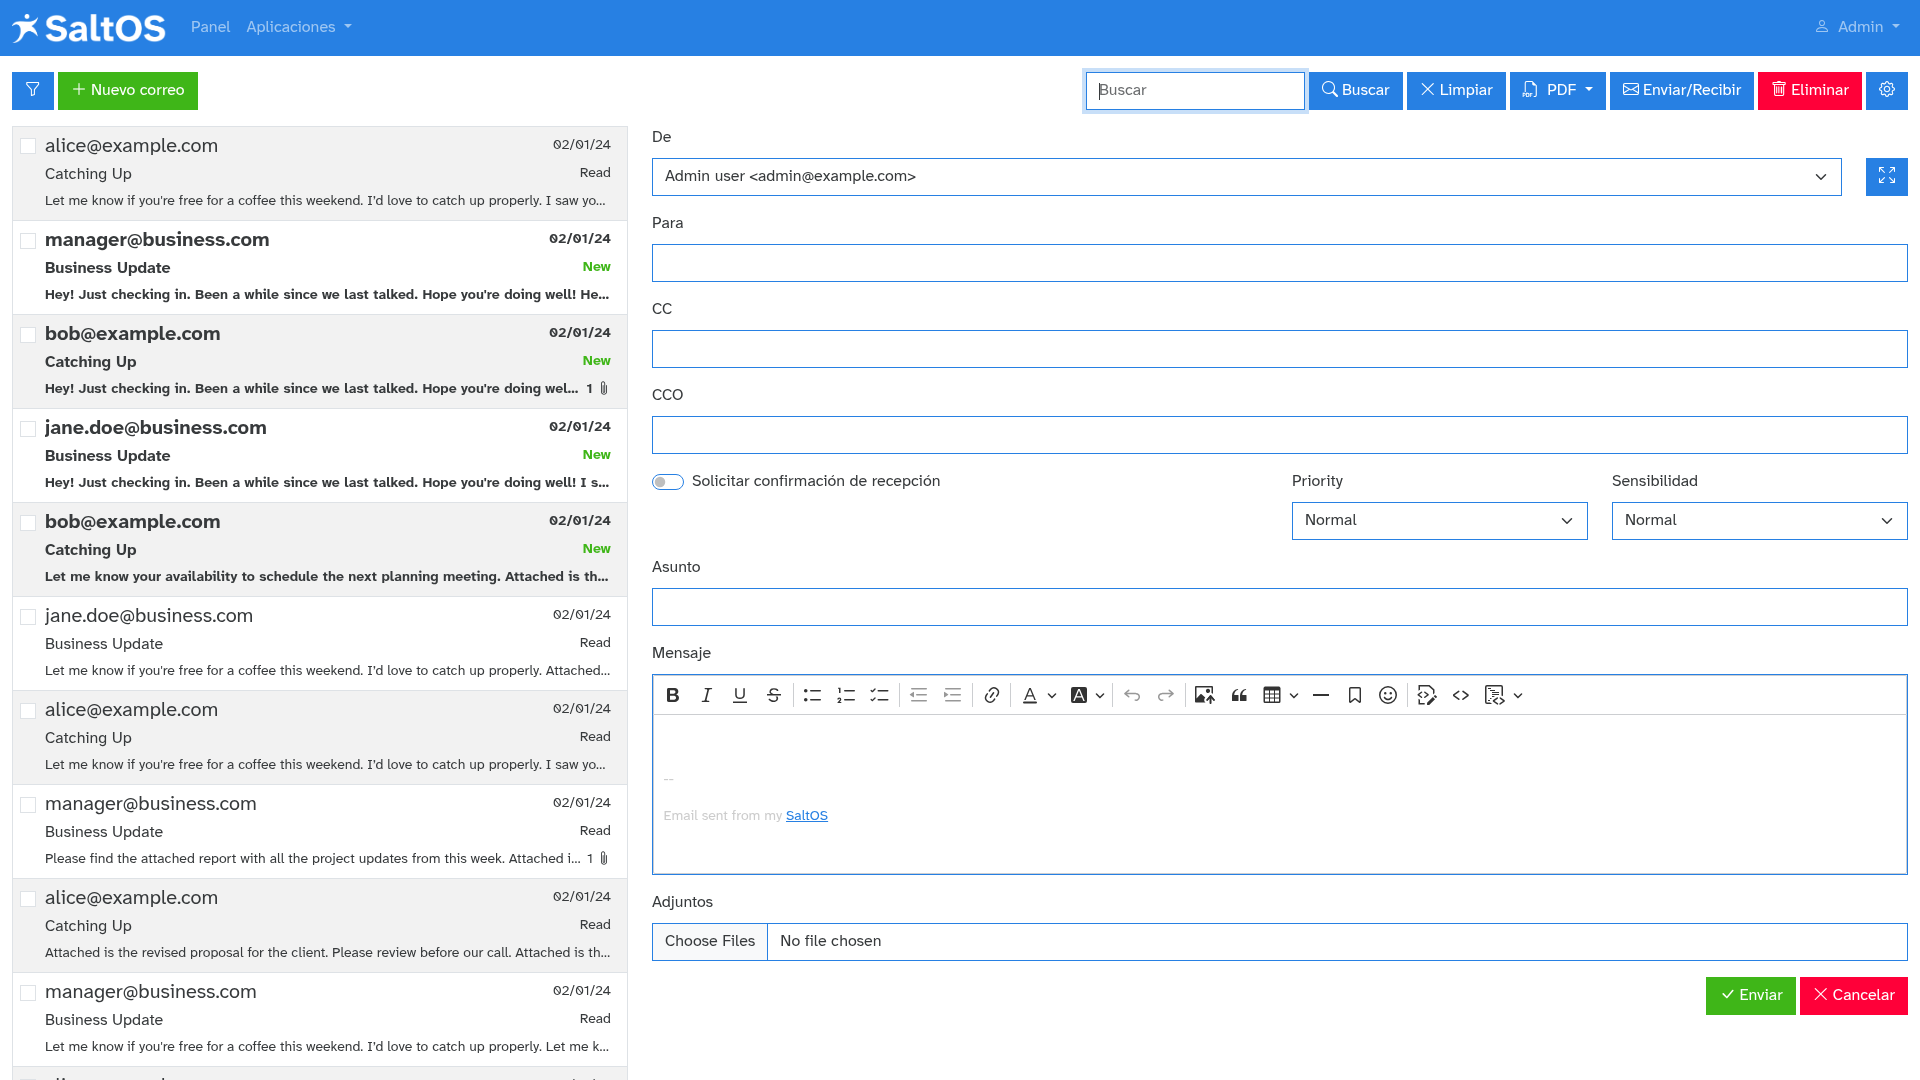 SaltOS Panel Aplicaciones Admin
Nuevo correo Buscar Buscar Limpiar PDF Enviar/Recibir Eliminar
alice@example.com 02/01/24
Catching Up Read
Let me know if you're free for a coffee this weekend. I'd love to catch up properly. I saw yo...
manager@business.com 02/01/24
Business Update New
Hey! Just checking in. Been a while since we last talked. Hope you're doing well! He...
bob@example.com 02/01/24
Catching Up New
Hey! Just checking in. Been a while since we last talked. Hope you're doing wel... 1
jane.doe@business.com 02/01/24
Business Update New
Hey! Just checking in. Been a while since we last talked. Hope you're doing well! I s...
bob@example.com 02/01/24
Catching Up New
Let me know your availability to schedule the next planning meeting. Attached is th...
jane.doe@business.com 02/01/24
Business Update Read
Let me know if you're free for a coffee this weekend. I'd love to catch up properly. Attached...
alice@example.com 02/01/24
Catching Up Read
Let me know if you're free for a coffee this weekend. I'd love to catch up properly. I saw yo...
manager@business.com 02/01/24
Business Update Read
Please find the attached report with all the project updates from this week. Attached i... 1
alice@example.com 02/01/24
Catching Up Read
Attached is the revised proposal for the client. Please review before our call. Attached is th...
manager@business.com 02/01/24
Business Update Read
Let me know if you're free for a coffee this weekend. I'd love to catch up properly. Let me k...
De
Admin user <admin@example.com>
Para
CC
CCO
Solicitar confirmación de recepción Priority Sensibilidad
Normal Normal
Asunto
Mensaje
--
Email sent from my SaltOS
Adjuntos
Choose Files No file chosen
Enviar Cancelar